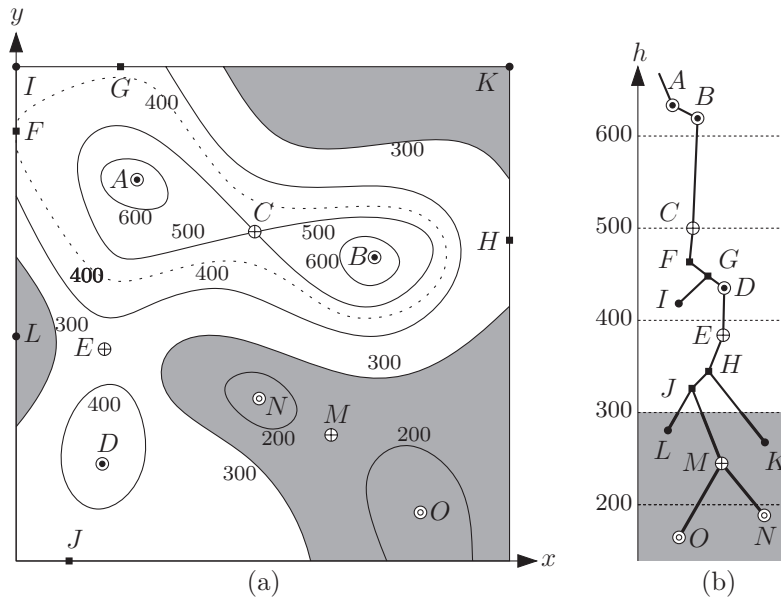 y
I G 400 K
F 300
A
600 C
500 500 H
600 B
400 400
300
L E 300
400 N M
200 200
D 300
O
J
x
(a)
h
A B
600
C
500
F G
I D
400
E
H
J
300
L K
M
200
O N
(b)